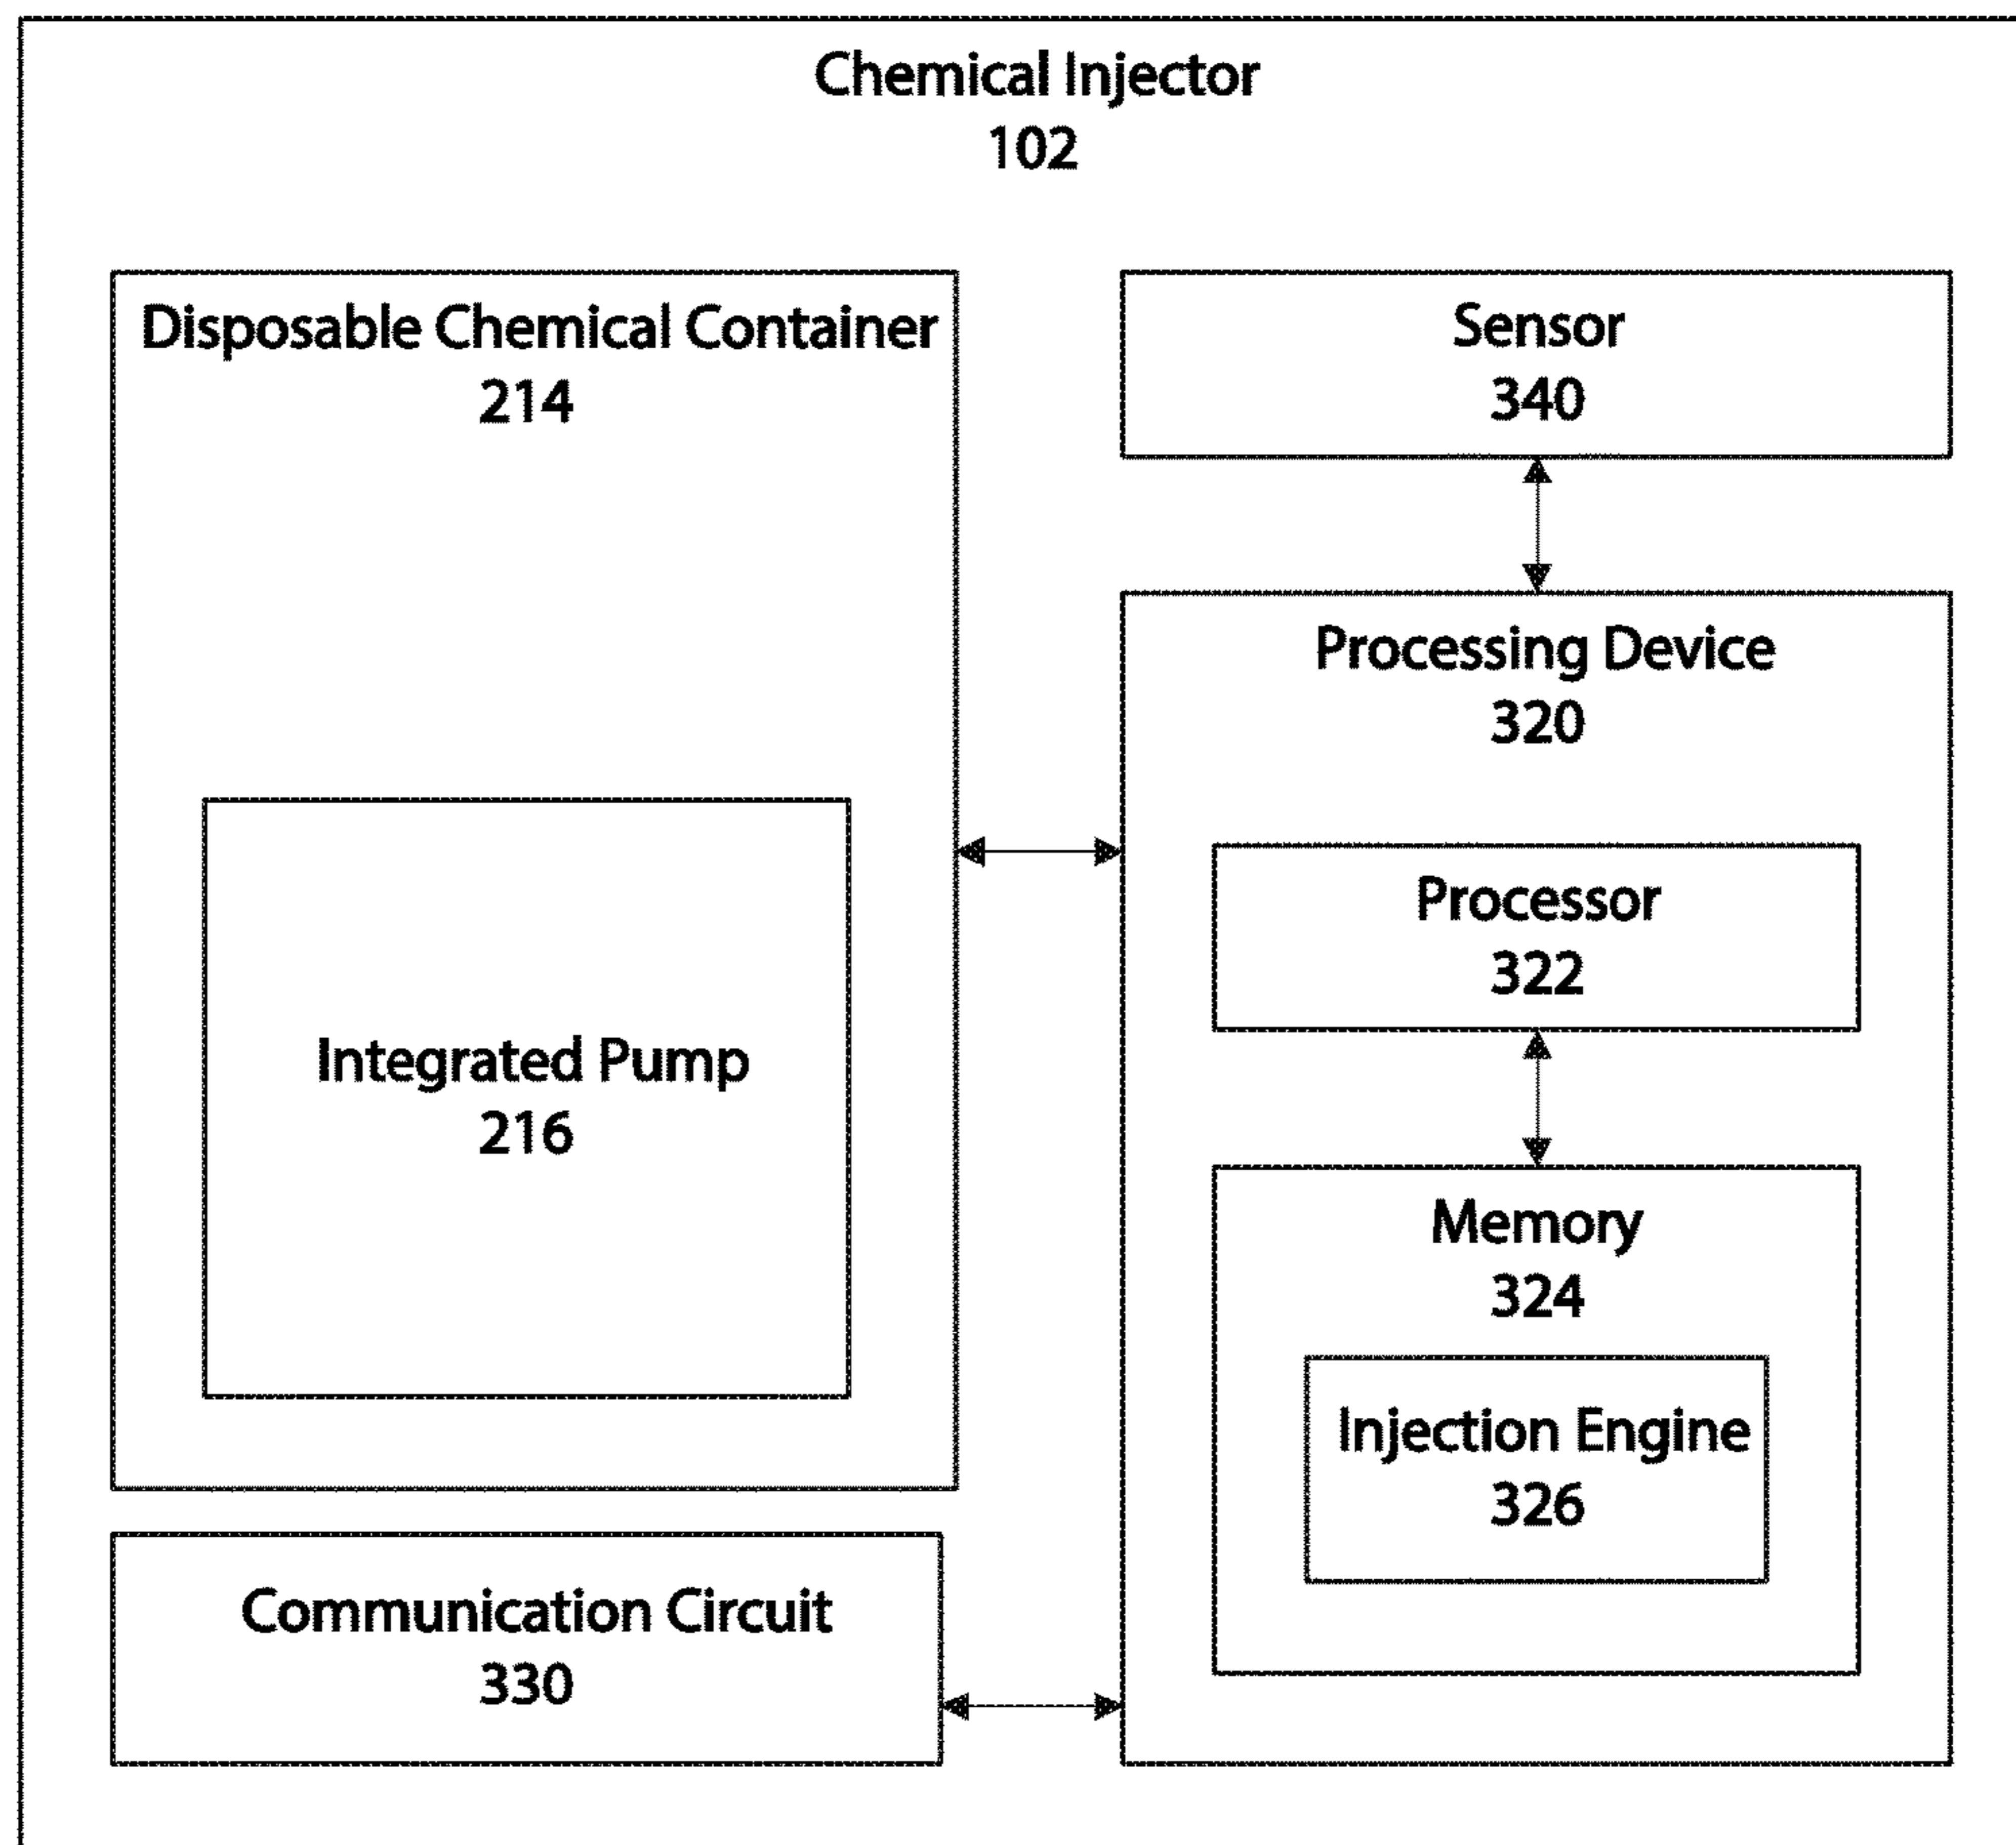 Chemical Injector
102
Disposable Chemical Container
214
Integrated Pump
216
Communication Circuit
330
Sensor
340
Processing Device
320
Processor
322
Memory
324
Injection Engine
326